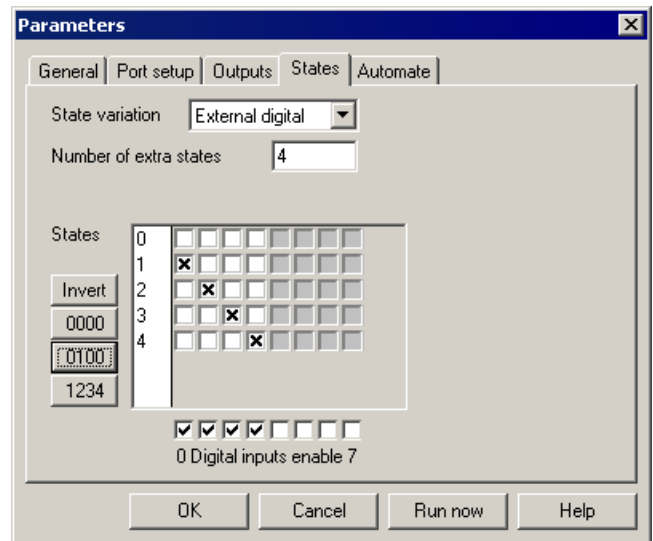 Parameters
General Port setup Outputs States Automate
State variation External digital
Number of extra states 4
States
0
1
2
3
4
Invert
0000
0100
1234
0 Digital inputs enable 7
OK Cancel Run now Help